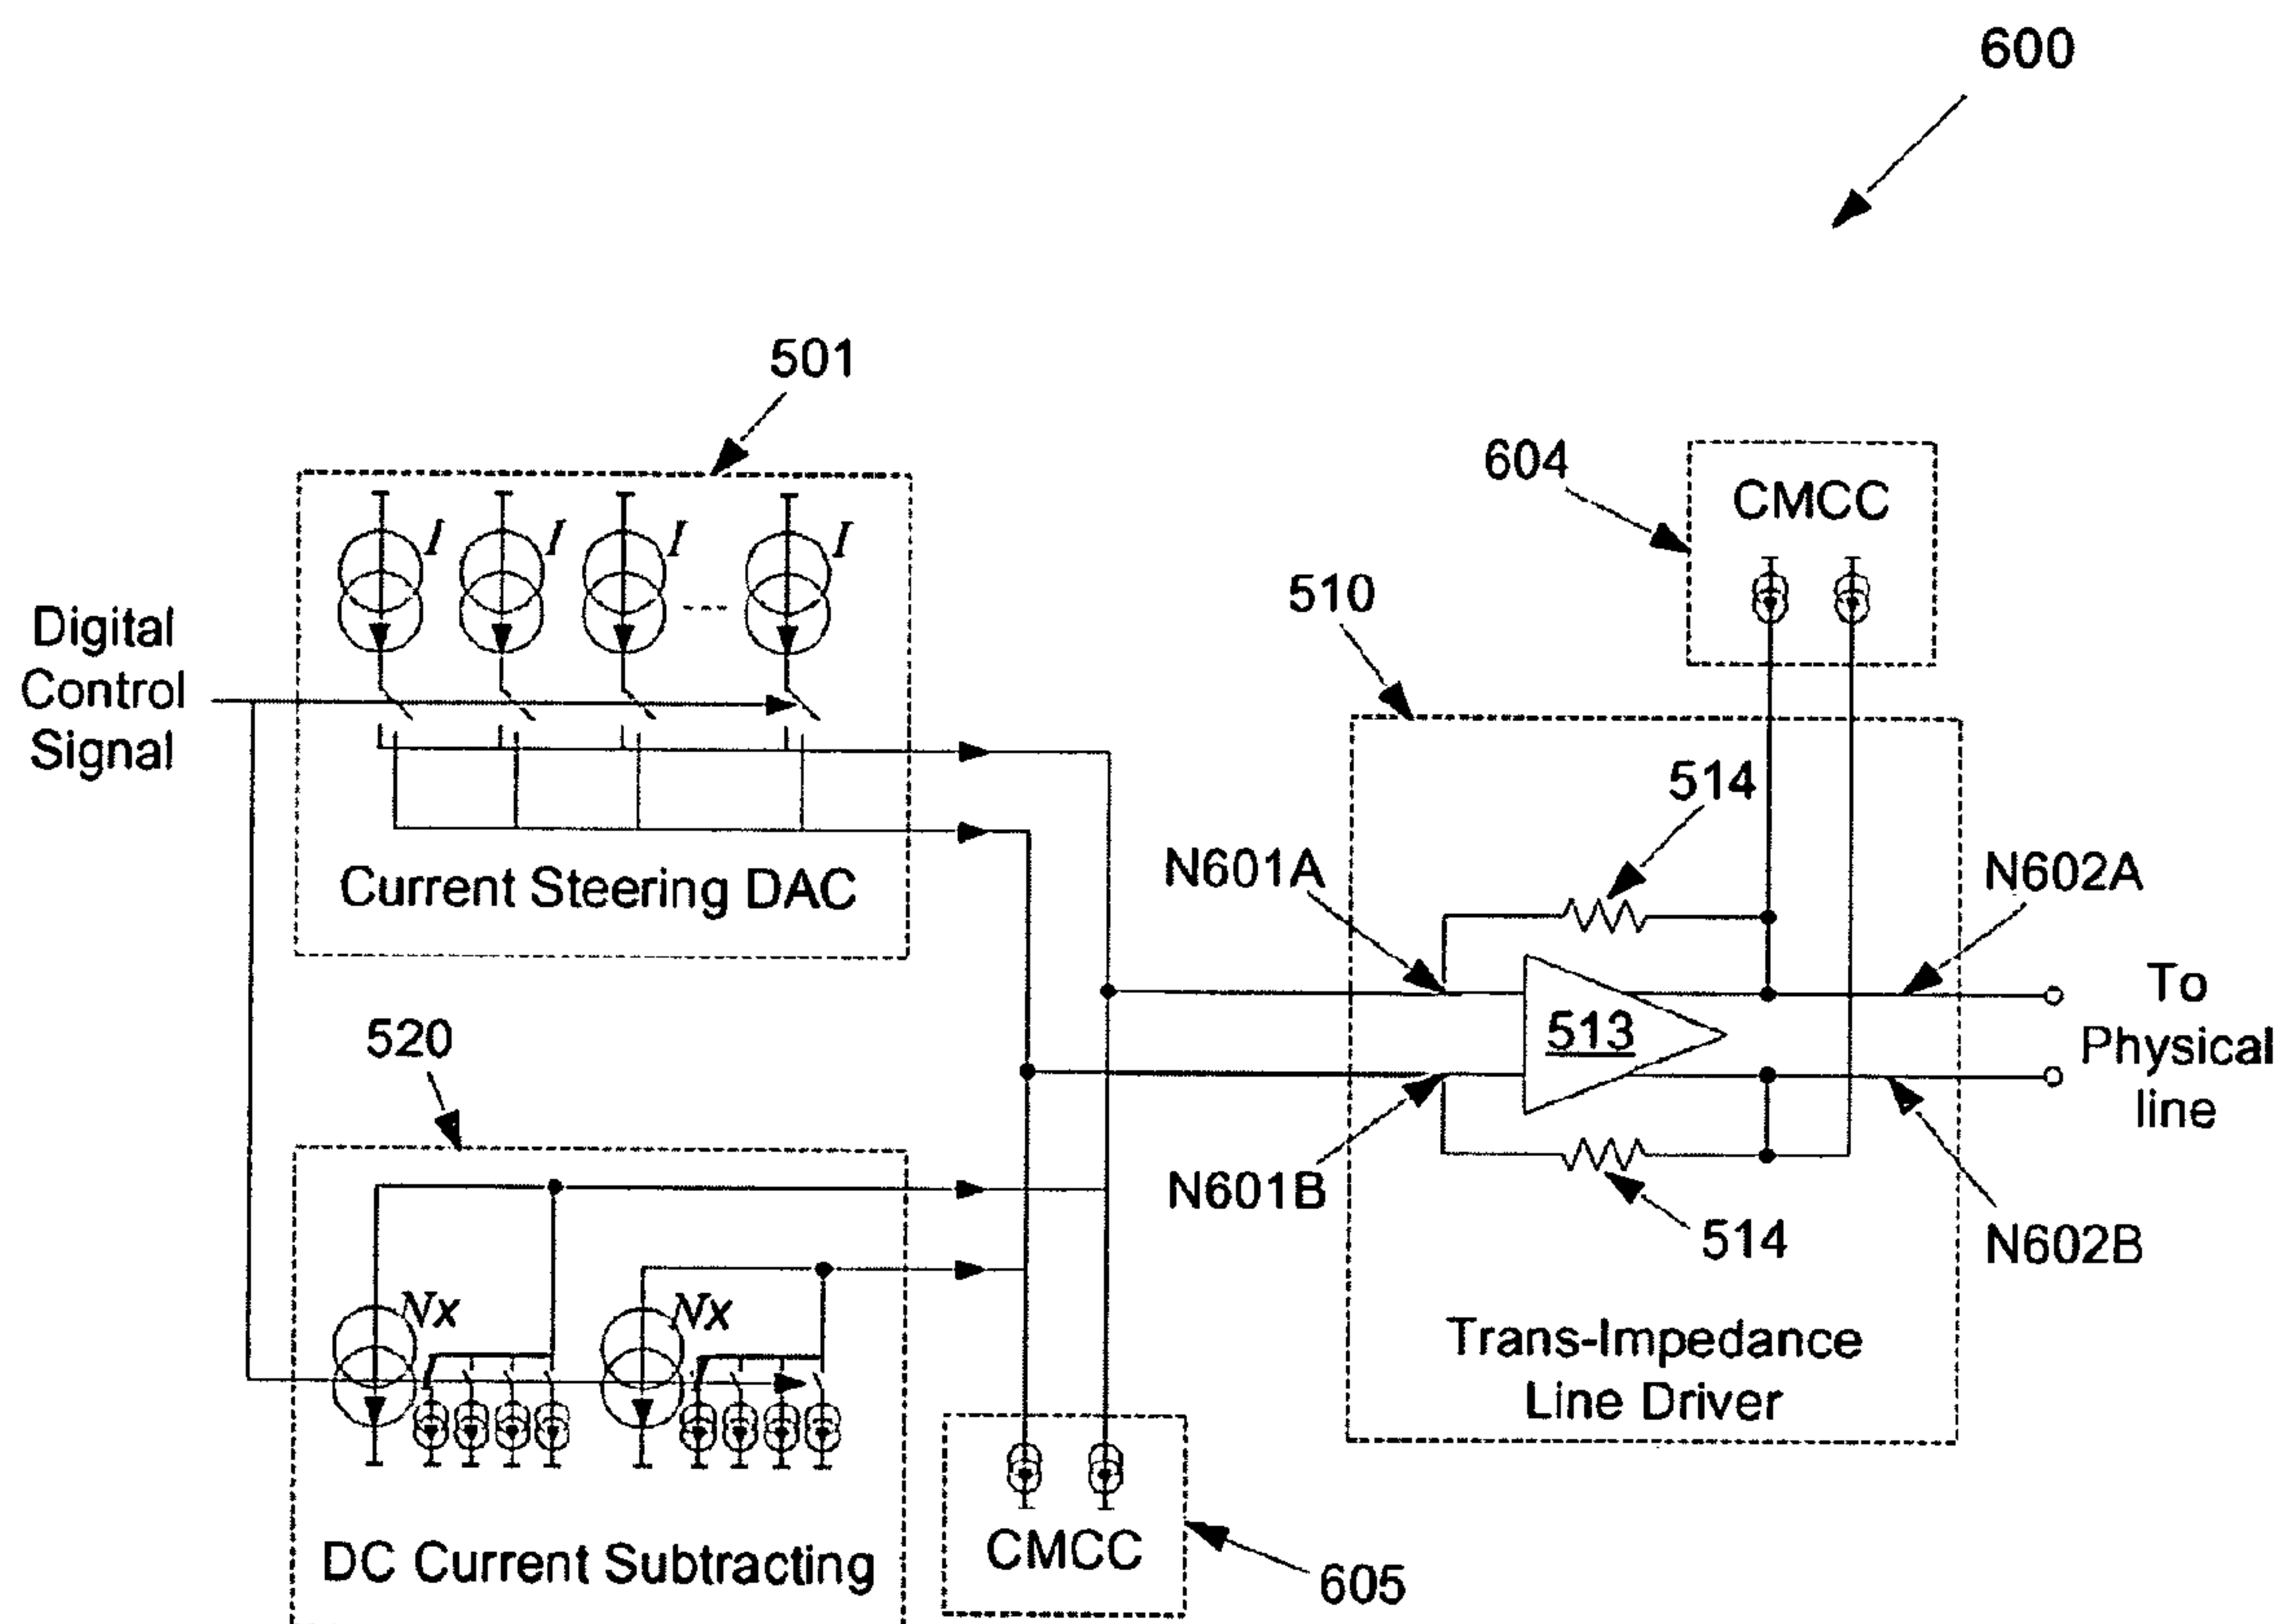 600
501
I
I
I
I
Digital
Control
Signal
Current Steering DAC
604
CMCC
510
514
N601A
N602A
513
To
Physical
line
520
N601B
514
N602B
Nx
Nx
Trans-Impedance
Line Driver
DC Current Subtracting
CMCC
605